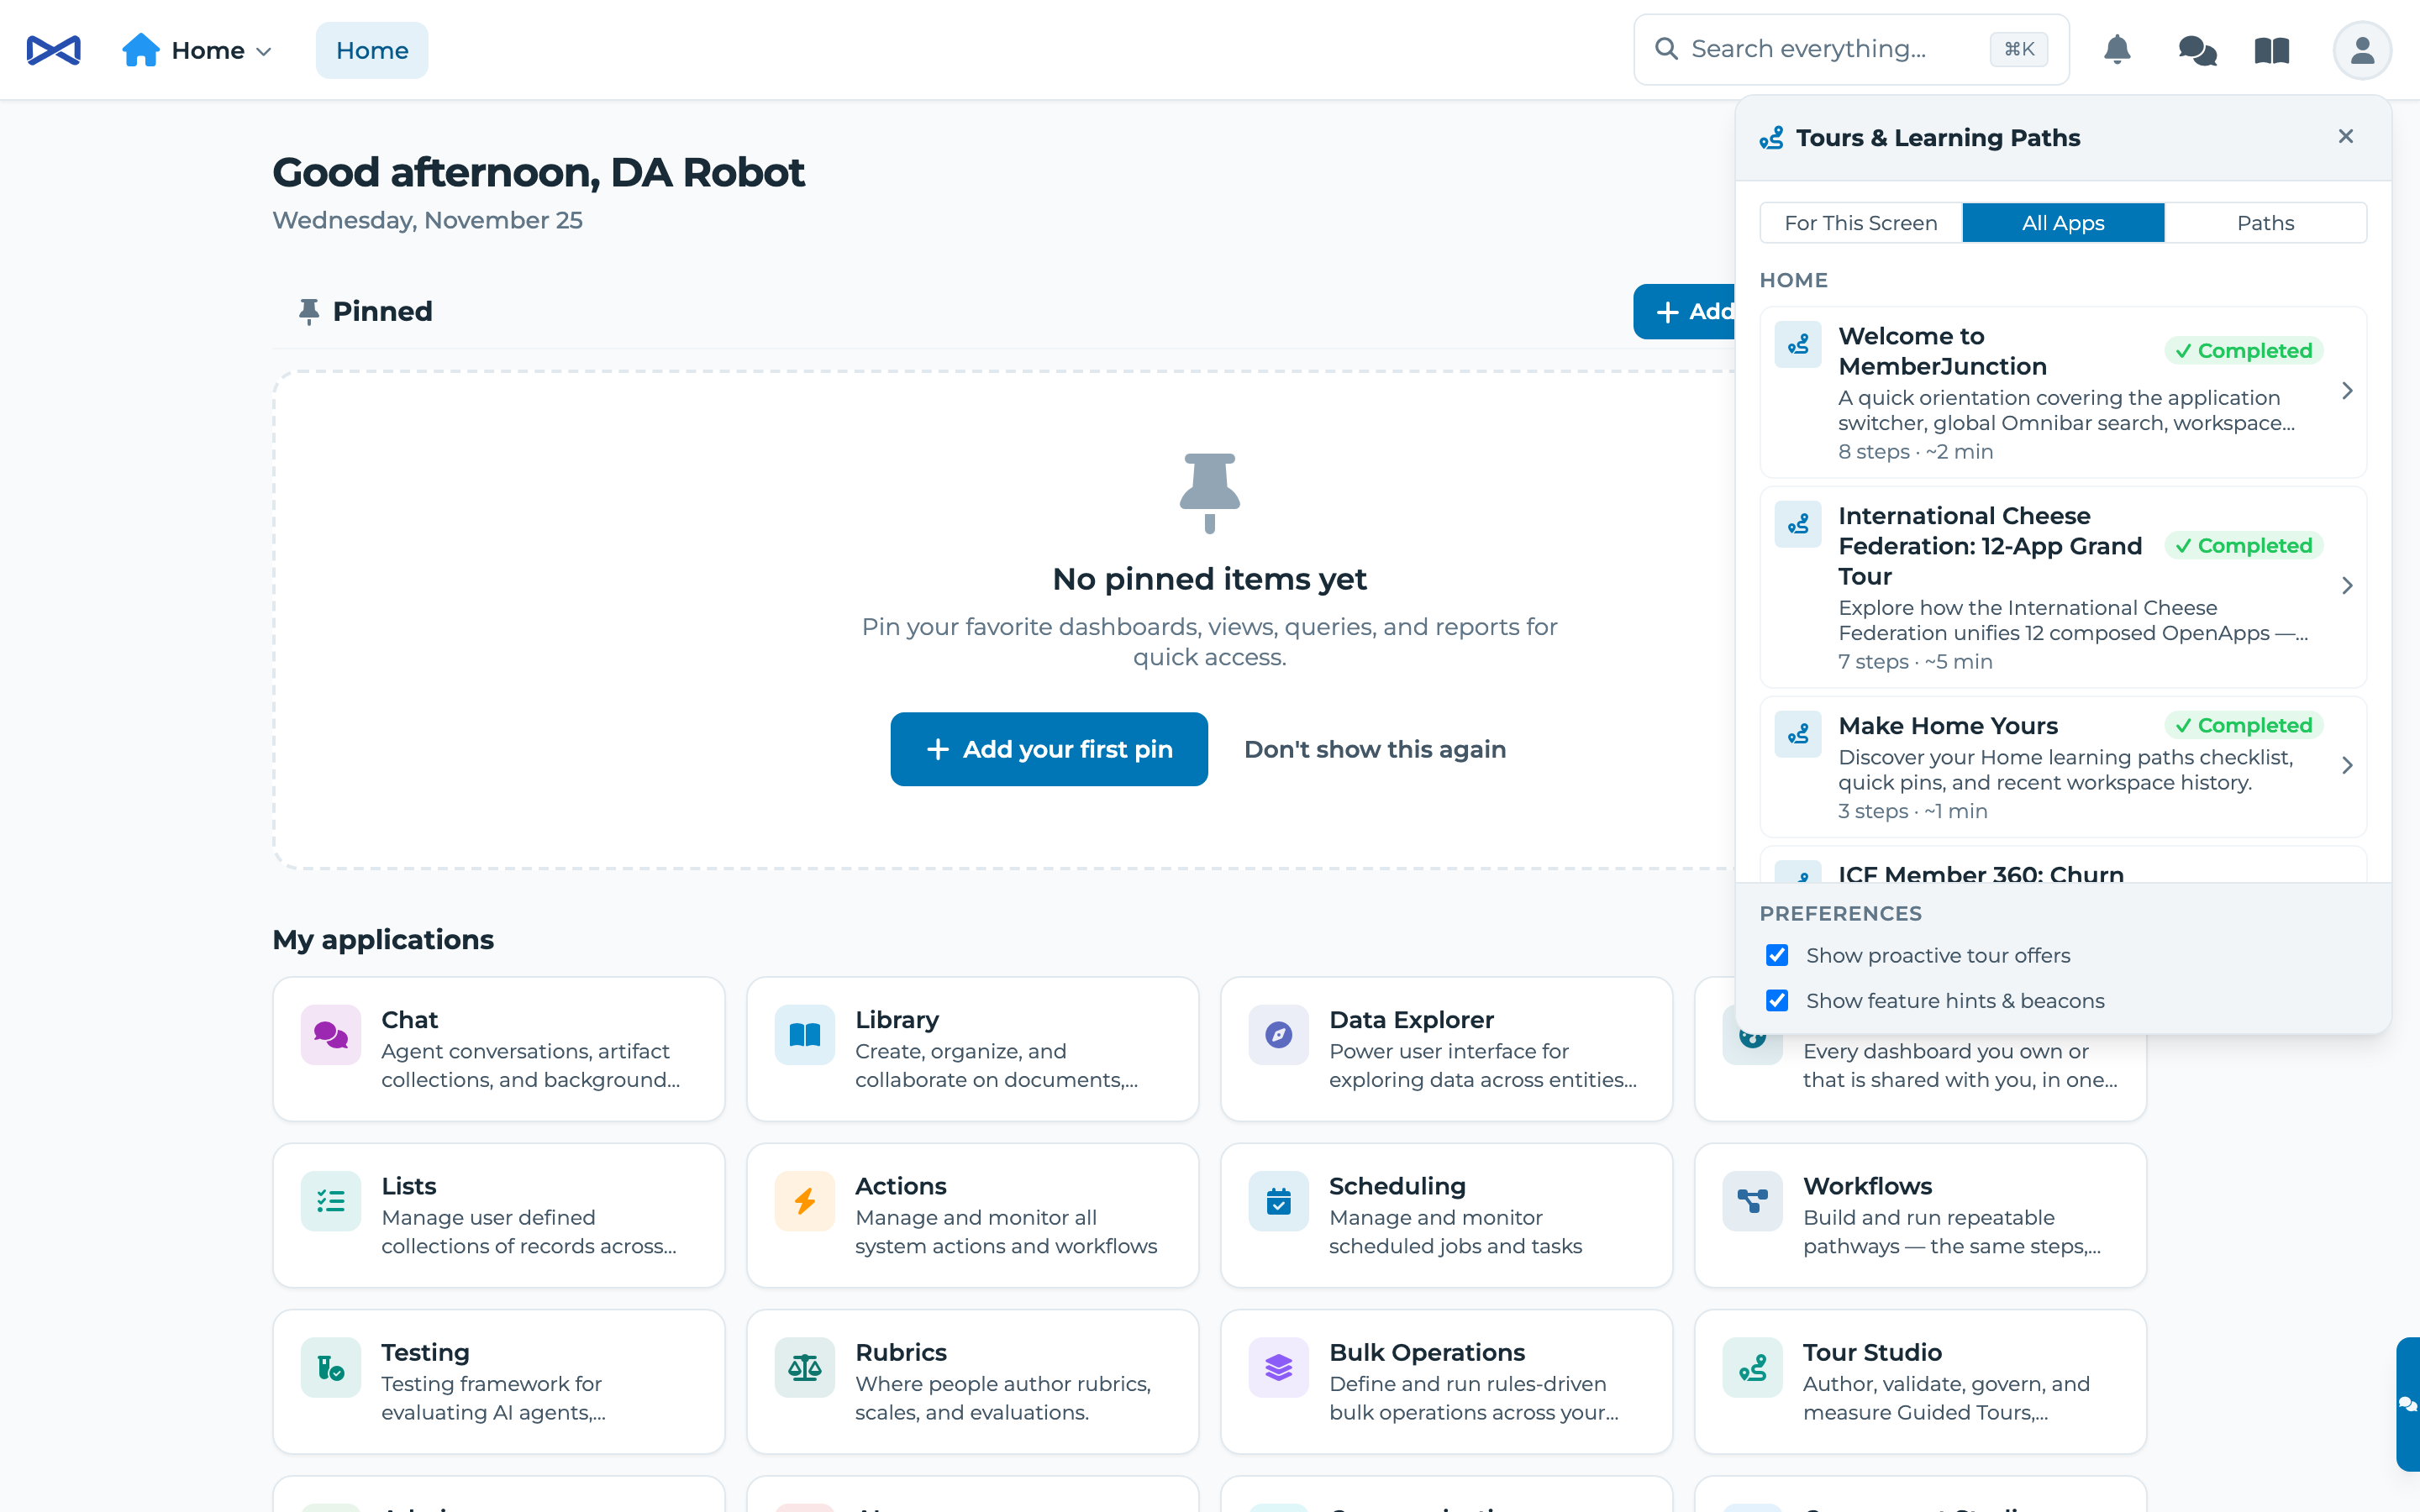 Home
Home
Search everything...
⌘K
Good afternoon, DA Robot
Wednesday, November 25
Pinned
Add
No pinned items yet
Pin your favorite dashboards, views, queries, and reports for
quick access.
Add your first pin
Don't show this again
Tours & Learning Paths
For This Screen
All Apps
Paths
HOME
Welcome to
MemberJunction
Completed
A quick orientation covering the application
switcher, global Omnibar search, workspace...
8 steps · ~2 min
International Cheese
Federation: 12-App Grand
Tour
Completed
Explore how the International Cheese
Federation unifies 12 composed OpenApps —...
7 steps · ~5 min
Make Home Yours
Completed
Discover your Home learning paths checklist,
quick pins, and recent workspace history.
3 steps · ~1 min
ICF Member 360: Churn
PREFERENCES
Show proactive tour offers
Show feature hints & beacons
My applications
Chat
Agent conversations, artifact
collections, and background...
Library
Create, organize, and
collaborate on documents,...
Data Explorer
Power user interface for
exploring data across entities...
Every dashboard you own or
that is shared with you, in one...
Lists
Manage user defined
collections of records across...
Actions
Manage and monitor all
system actions and workflows
Scheduling
Manage and monitor
scheduled jobs and tasks
Workflows
Build and run repeatable
pathways — the same steps,...
Testing
Testing framework for
evaluating AI agents,...
Rubrics
Where people author rubrics,
scales, and evaluations.
Bulk Operations
Define and run rules-driven
bulk operations across your...
Tour Studio
Author, validate, govern, and
measure Guided Tours,...